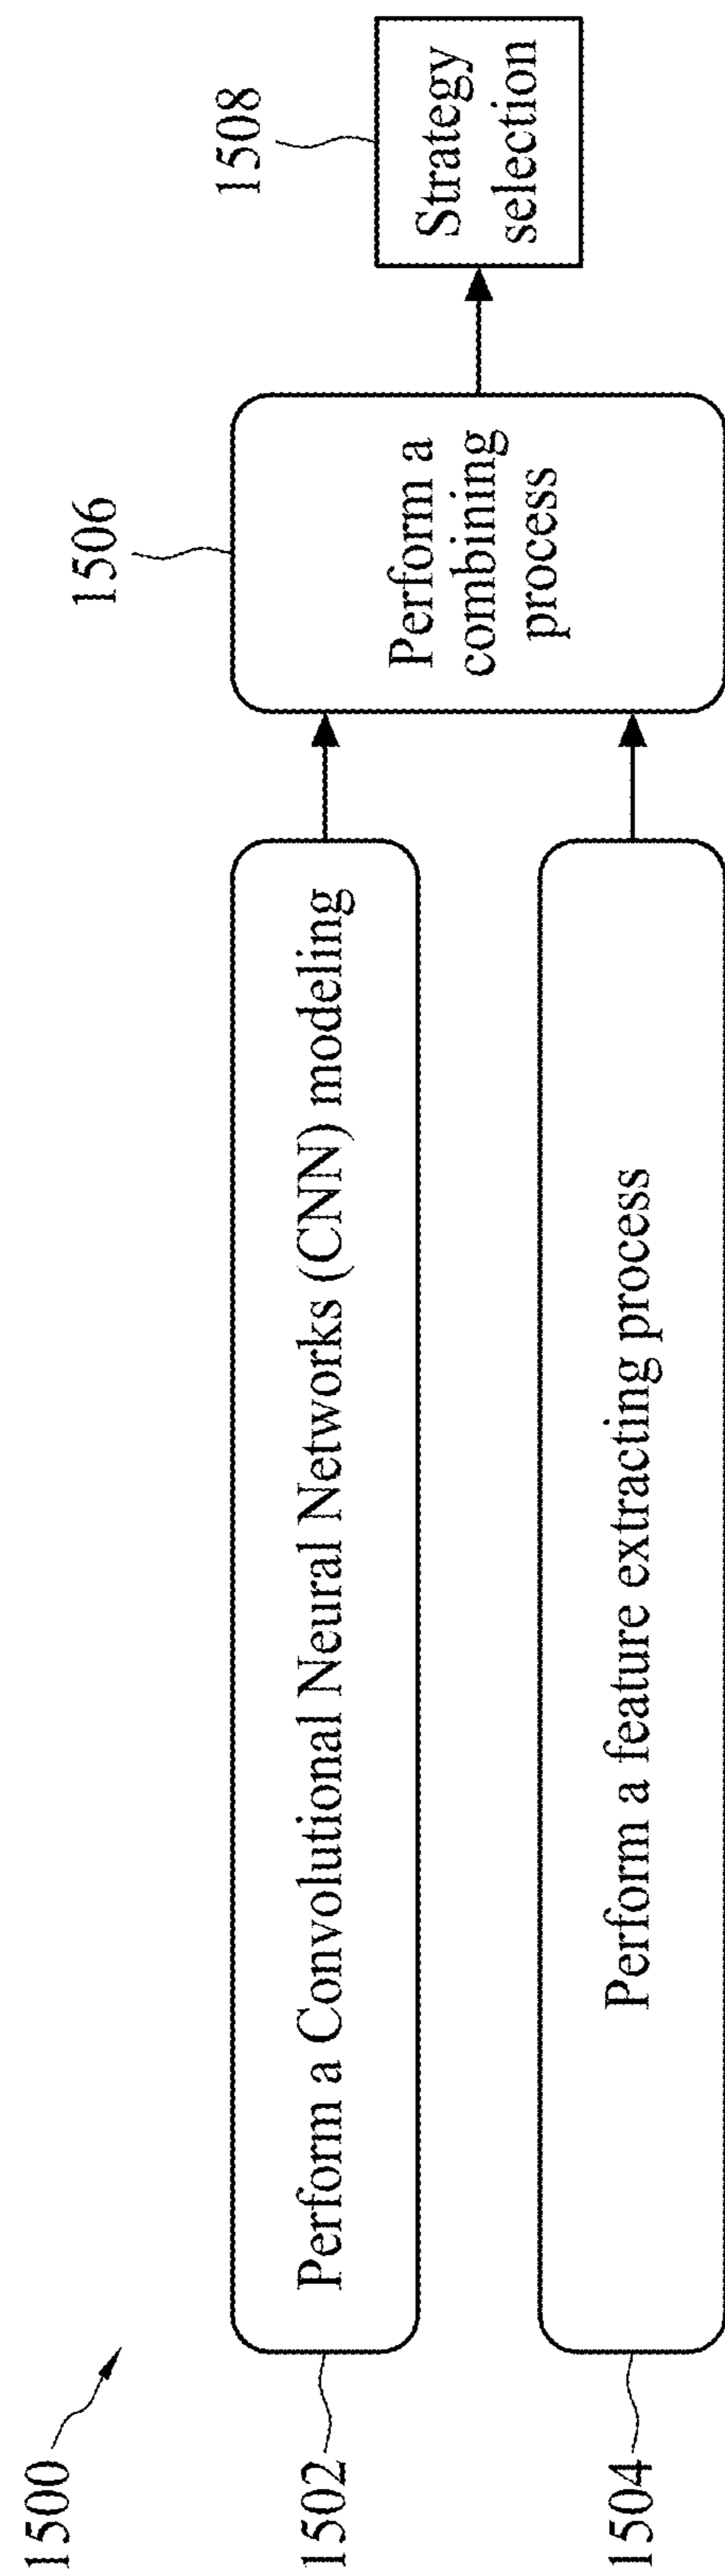 1500
1502
Perform a Convolutional Neural Networks (CNN) modeling
1504
Perform a feature extracting process
1506
Perform a
combining
process
1508
Strategy
selection